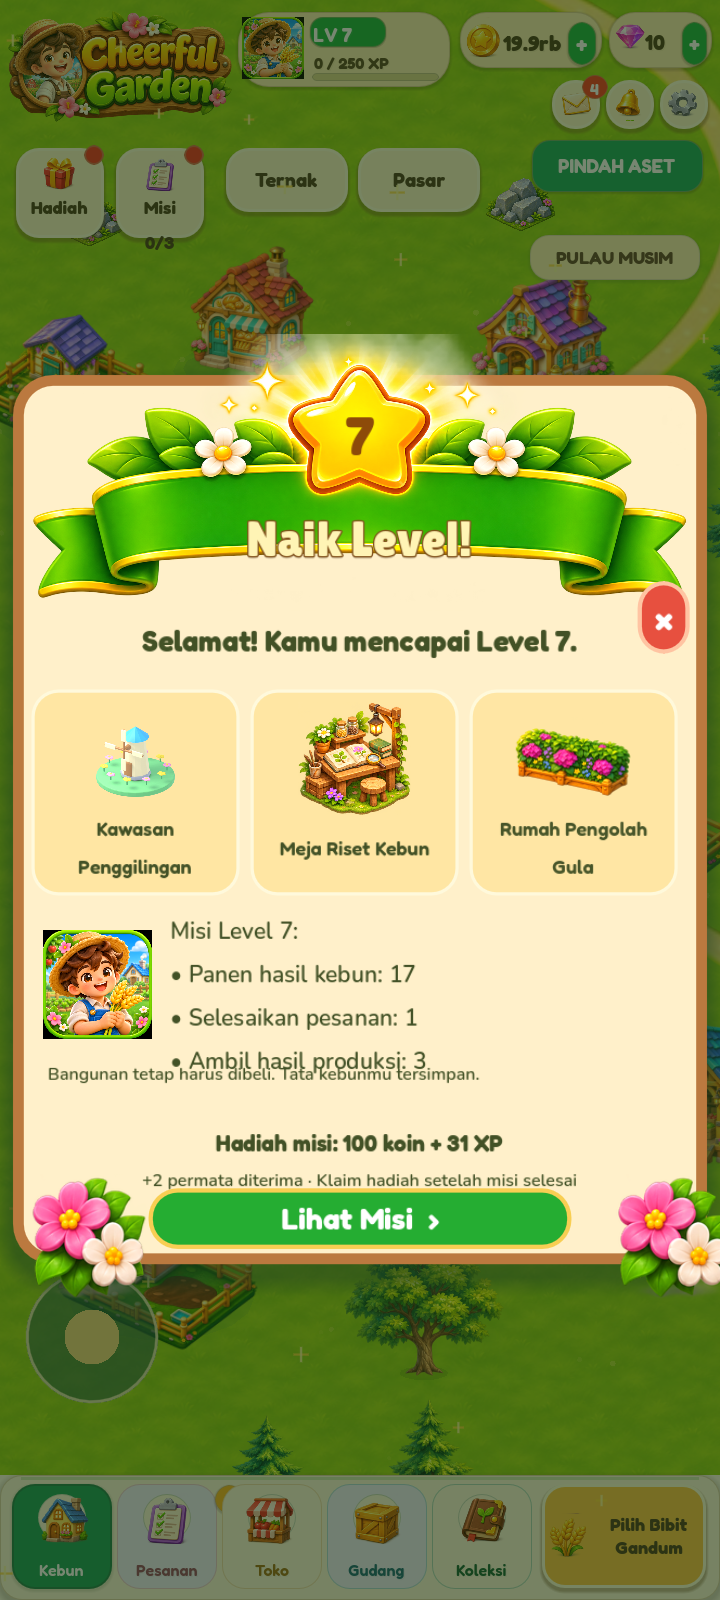 Cheerful
Garden
LV 7
0 / 250 XP
19.9rb
+
10
+
4
Hadiah
Misi
0/3
Ternak
Pasar
PINDAH ASET
PULAU MUSIM
7
Naik Level!
Selamat! Kamu mencapai Level 7.
Kawasan
Penggilingan
Meja Riset Kebun
Rumah Pengolah
Gula
Misi Level 7:
• Panen hasil kebun: 17
• Selesaikan pesanan: 1
• Ambil hasil produksi: 3
Bangunan tetap harus dibeli. Tata kebunmu tersimpan.
Hadiah misi: 100 koin + 31 XP
+2 permata diterima · Klaim hadiah setelah misi selesai
Lihat Misi ›
Kebun
Pesanan
Toko
Gudang
Koleksi
Pilih Bibit
Gandum